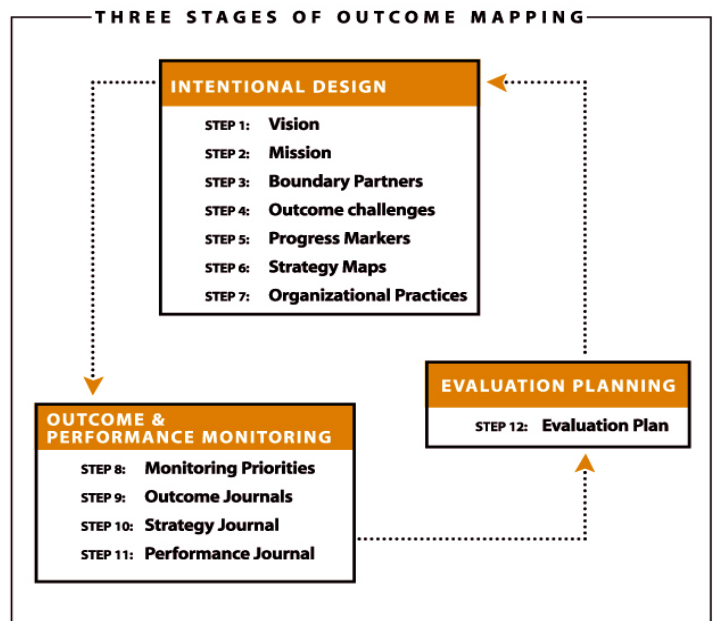 THREE STAGES OF OUTCOME MAPPING
INTENTIONAL DESIGN
STEP 1: Vision
STEP 2: Mission
STEP 3: Boundary Partners
STEP 4: Outcome challenges
STEP 5: Progress Markers
STEP 6: Strategy Maps
STEP 7: Organizational Practices
OUTCOME &
PERFORMANCE MONITORING
STEP 8: Monitoring Priorities
STEP 9: Outcome Journals
STEP 10: Strategy Journal
STEP 11: Performance Journal
EVALUATION PLANNING
STEP 12: Evaluation Plan